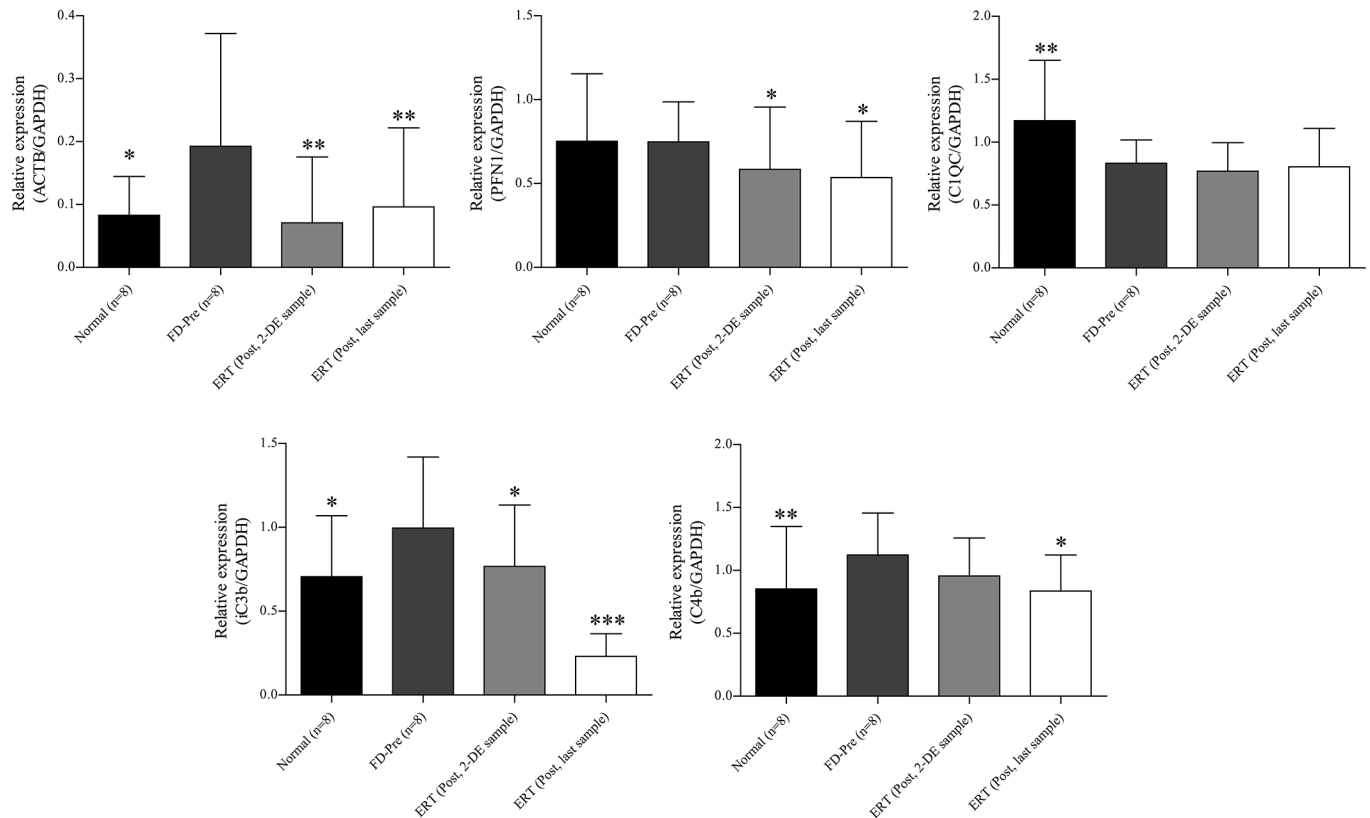 Relative expression
(ACTB/GAPDH)
0.4
0.3
0.2
0.1
0.0
*
**
**
Normal (n=8)
FD-Pre (n=8)
ERT (Post, 2-DE sample)
ERT (Post, last sample)
Relative expression
(PFN1/GAPDH)
1.5
1.0
0.5
0.0
*
*
Normal (n=8)
FD-Pre (n=8)
ERT (Post, 2-DE sample)
ERT (Post, last sample)
Relative expression
(C1QC/GAPDH)
2.0
1.5
1.0
0.5
0.0
**
Normal (n=8)
FD-Pre (n=8)
ERT (Post, 2-DE sample)
ERT (Post, last sample)
Relative expression
(iC3b/GAPDH)
1.5
1.0
0.5
0.0
*
*
***
Normal (n=8)
FD-Pre (n=8)
ERT (Post, 2-DE sample)
ERT (Post, last sample)
Relative expression
(C4b/GAPDH)
2.0
1.5
1.0
0.5
0.0
**
*
Normal (n=8)
FD-Pre (n=8)
ERT (Post, 2-DE sample)
ERT (Post, last sample)